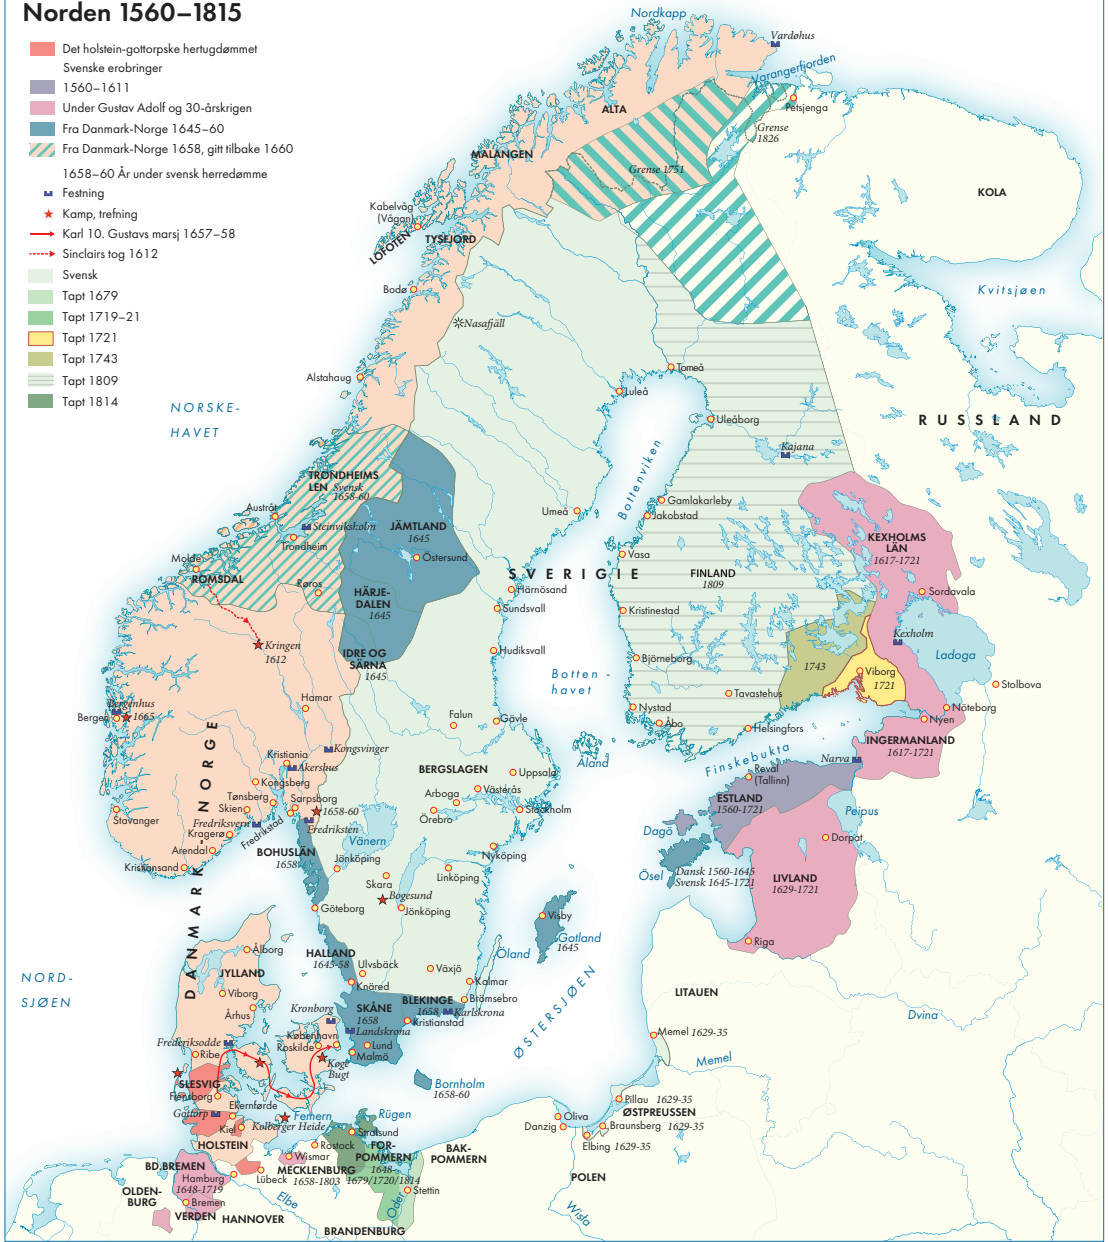 Norden 1560–1815
Det holstein-gottorpske hertugdømmet
Svenske erobringer
1560–1611
Under Gustav Adolf og 30-årskrigen
Fra Danmark-Norge 1645–60
Fra Danmark-Norge 1658, gitt tilbake 1660
1658–60 År under svensk herredømme
Festning
Kamp, trefning
Karl 10. Gustavs marsj 1657–58
Sinclairs tog 1612
Svensk
Tapt 1679
Tapt 1719–21
Tapt 1721
Tapt 1743
Tapt 1809
Tapt 1814
Nordkapp
Vardøhus
Varangerfjorden
Petsjenga
Grense
1826
ALTA
MALANGEN
Grense 1751
KOLA
Kabelvåg
(Vågan)
LOFOTEN
TYSFJORD
Bodø
Kvitsjøen
Nasafjäll
Alstahaug
Torneå
Luleå
NORSKE-
HAVET
Uleåborg
RUSSLAND
Kajana
Bottenviken
TRONDHEIMS
LEN Svensk
1658-60
Austråt
Steinviksholm
Trondheim
JÄMTLAND
1645
Östersund
Umeå
Gamlakarleby
Jakobstad
Vasa
KEXHOLMS
LÄN
1617-1721
Molde
ROMSDAL
Røros
HÄRJE-
DALEN
1645
SVERIGIE
Härnösand
Sundsvall
FINLAND
1809
Kristinestad
Sordavala
Kexholm
Ladoga
Kringen
1612
IDRE OG
SÄRNA
1645
Hudiksvall
Botten-
havet
Björneborg
1743
Viborg
1721
Stolbova
Hamar
Tavastehus
Bergenhus
Bergen
1665
Falun
Gävle
Nystad
Åbo
Helsingfors
Nöteborg
Nyen
INGERMANLAND
1617-1721
DANMARK-NORGE
Kongsvinger
Kristiania
Akershus
Kongsberg
BERGSLAGEN
Uppsala
Åland
Finskebukta
Narva
Reval
(Tallinn)
Arboga
Västerås
Örebro
Stockholm
Tønsberg
Skien
Sarpsborg
1658-60
Fredriksvern
Fredrikstad
Fredriksten
Kragerø
Stavanger
Arendal
Kristiansand
ESTLAND
1560-1721
Peipus
Dagö
Dorpat
BOHUSLÄN
1658
Vänern
Nyköping
Jönköping
Skara
Linköping
Ösel
Dansk 1560-1645
Svensk 1645-1721
LIVLAND
1629-1721
Bogesund
Jönköping
Göteborg
Visby
Gotland
1645
Riga
Ålborg
HALLAND
1645-58
Ulvsbäck
Knäred
Växjö
Öland
Kalmar
NORD-
SJØEN
JYLLAND
Viborg
Århus
SKÅNE
1658
BLEKINGE
1658
Brömsebro
Karlskrona
Kristianstad
ØSTERSJØEN
LITAUEN
Dvina
Kronborg
Landskrona
Frederiksodde
Ribe
København
Roskilde
Lund
Malmö
Køge
Bugt
Memel 1629-35
Memel
SLESVIG
Flensborg
Bornholm
1658-60
Gottorp
Ekernførde
Femern
Kiel
Kolberger Heide
Rügen
Stralsund
Pillau 1629-35
ØSTPREUSSEN
Braunsberg 1629-35
Elbing 1629-35
Oliva
Danzig
HOLSTEIN
Rostock
Wismar
FOR-
POMMERN
1648-
1679/1720/1814
BAK-
POMMERN
POLEN
BD.BREMEN
Hamburg
1648-1719
Lübeck
MECKLENBURG
1658-1803
Stettin
OLDEN-
BURG
Bremen
VERDEN
HANNOVER
Elbe
Oder
BRANDENBURG
Wisla